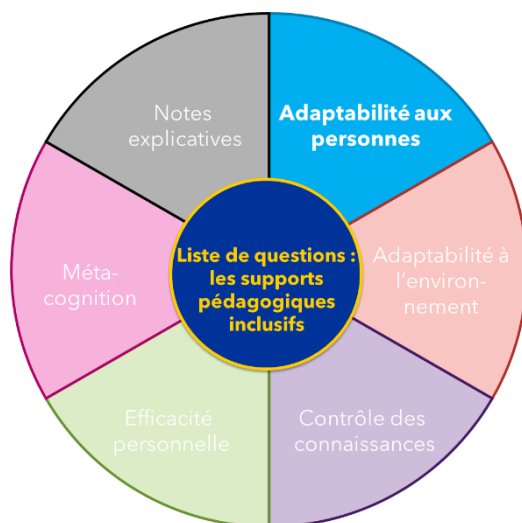 Notes
explicatives
Adaptabilité aux
personnes
Adaptabilité à
l'environ-
nement
Contrôle des
connaissances
Efficacité
personnelle
Méta-
cognition
Liste de questions :
les supports
pédagogiques
inclusifs